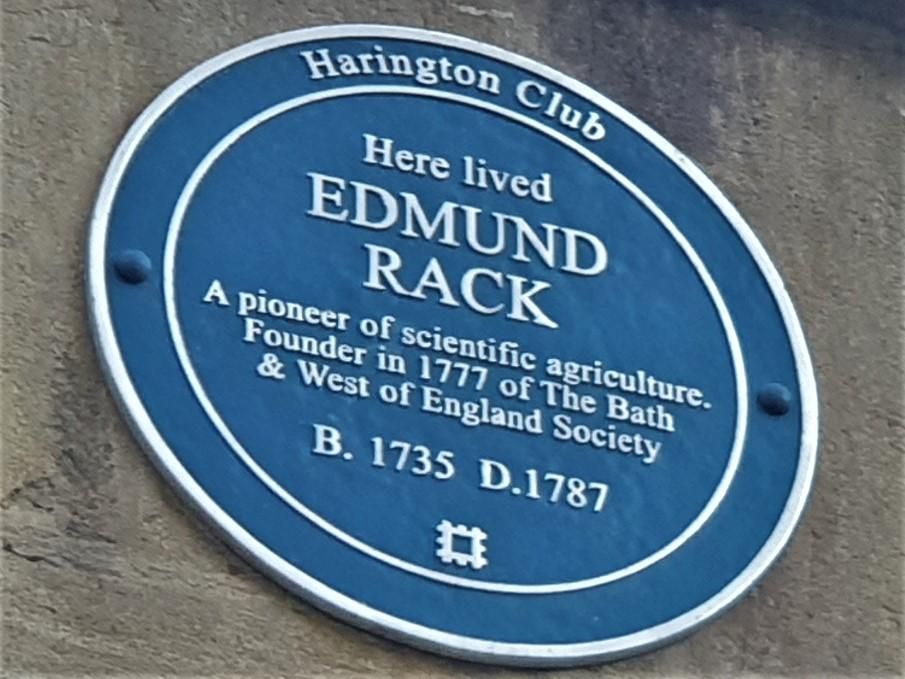 Harington Club
Here lived
EDMUND
RACK
A pioneer of scientific agriculture.
Founder in 1777 of The Bath
& West of England Society
B. 1735 D.1787